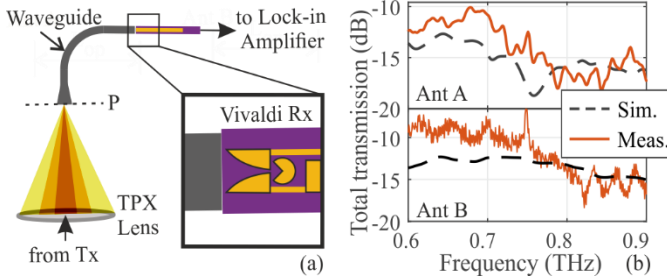 Waveguide
to Lock-in
Amplifier
P
Vivaldi Rx
TPX
Lens
from Tx
(a)
Total transmission (dB)
-10
-15
-20
Ant A
Sim.
Meas.
-10
-15
-20
Ant B
0.6
0.7
0.8
0.9
Frequency (THz)
(b)